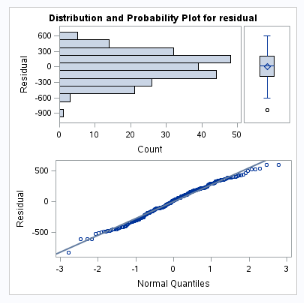 Distribution and Probability Plot for residual
600
300
0
-300
-600
-900
Residual
0 10 20 30 40 50
Count
500
0
-500
Residual
-3 -2 -1 0 1 2 3
Normal Quantiles